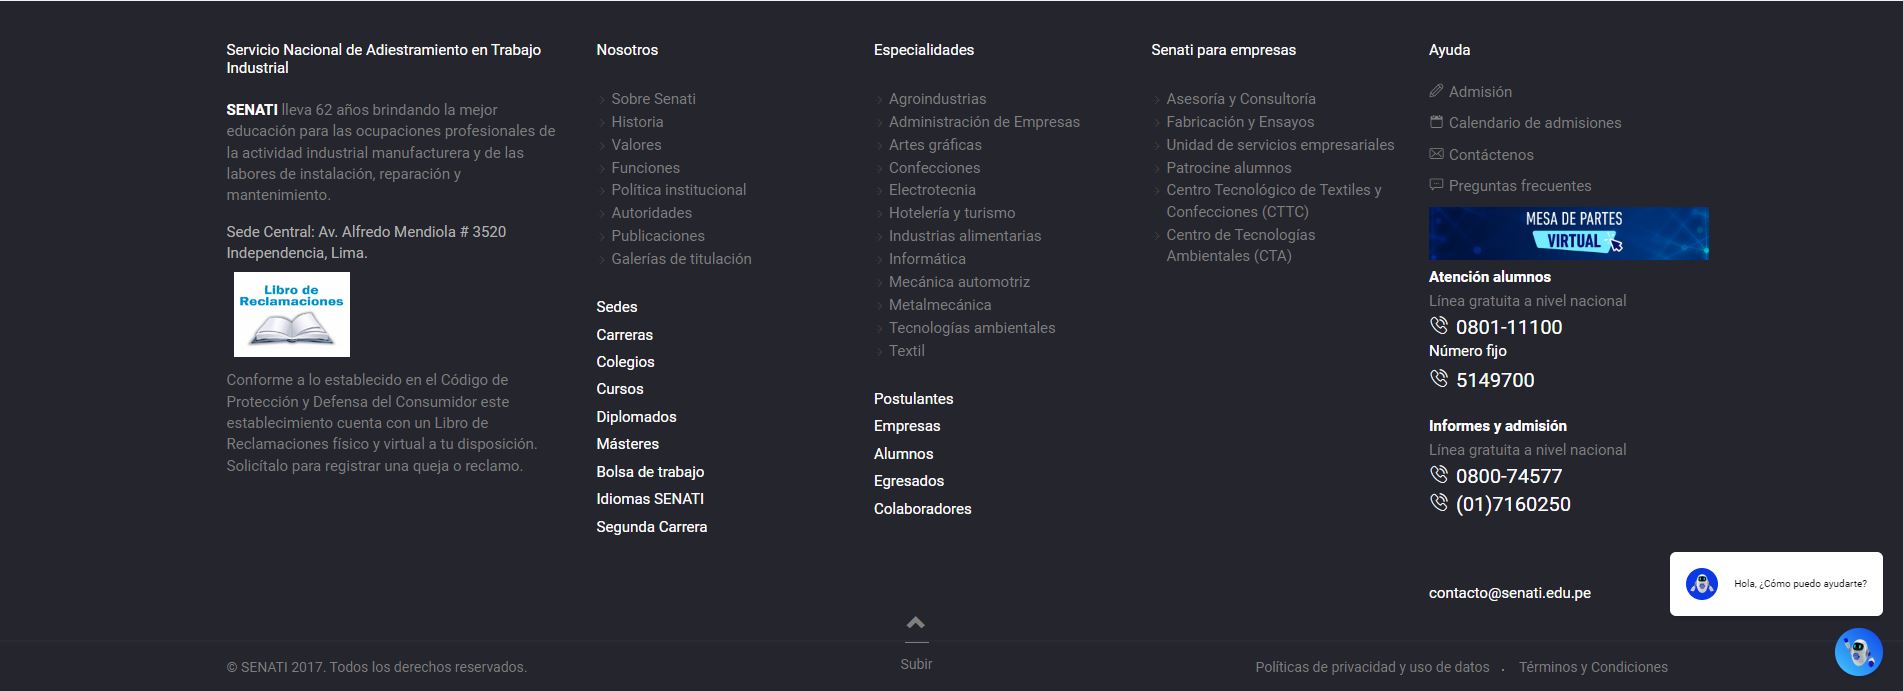 Servicio Nacional de Adiestramiento en Trabajo
Industrial
SENATI lleva 62 años brindando la mejor
educación para las ocupaciones profesionales de
la actividad industrial manufacturera y de las
labores de instalación, reparación y
mantenimiento.
Sede Central: Av. Alfredo Mendiola # 3520
Independencia, Lima.
Libro de
Reclamaciones
Conforme a lo establecido en el Código de
Protección y Defensa del Consumidor este
establecimiento cuenta con un Libro de
Reclamaciones físico y virtual a tu disposición.
Solicítalo para registrar una queja o reclamo.
Nosotros
Sobre Senati
Historia
Valores
Funciones
Política institucional
Autoridades
Publicaciones
Galerías de titulación
Sedes
Carreras
Colegios
Cursos
Diplomados
Másteres
Bolsa de trabajo
Idiomas SENATI
Segunda Carrera
Especialidades
Agroindustrias
Administración de Empresas
Artes gráficas
Confecciones
Electrotecnia
Hotelería y turismo
Industrias alimentarias
Informática
Mecánica automotriz
Metalmecánica
Tecnologías ambientales
Textil
Postulantes
Empresas
Alumnos
Egresados
Colaboradores
Senati para empresas
Asesoría y Consultoría
Fabricación y Ensayos
Unidad de servicios empresariales
Patrocine alumnos
Centro Tecnológico de Textiles y
Confecciones (CTTC)
Centro de Tecnologías
Ambientales (CTA)
Ayuda
Admisión
Calendario de admisiones
Contáctenos
Preguntas frecuentes
MESA DE PARTES
VIRTUAL
Atención alumnos
Línea gratuita a nivel nacional
0801-11100
Número fijo
5149700
Informes y admisión
Línea gratuita a nivel nacional
0800-74577
(01)7160250
contacto@senati.edu.pe
Hola, ¿Cómo puedo ayudarte?
© SENATI 2017. Todos los derechos reservados.
Subir
Políticas de privacidad y uso de datos . Términos y Condiciones